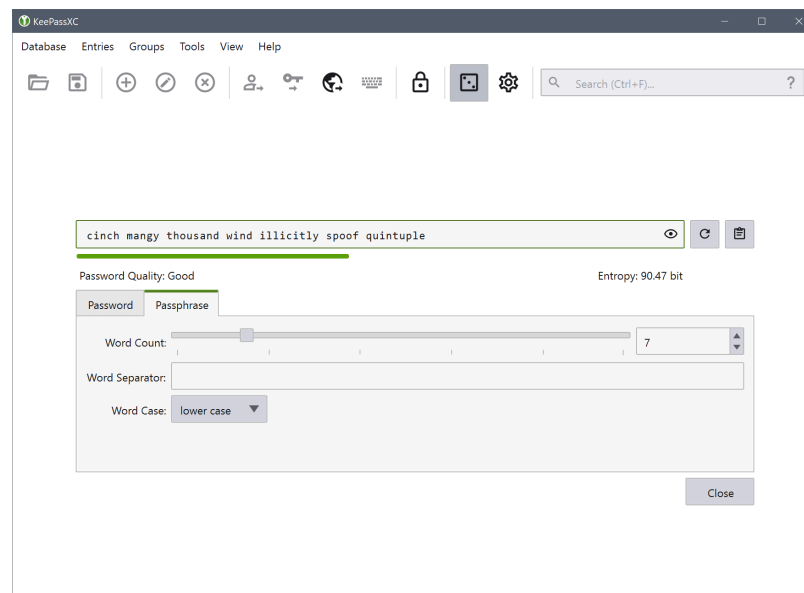 KeePassXC
Database Entries Groups Tools View Help
Search (Ctrl+F)... ?
cinch mangy thousand wind illicitly spoof quintuple
Password Quality: Good Entropy: 90.47 bit
Password Passphrase
Word Count: 7
Word Separator:
Word Case: lower case
Close